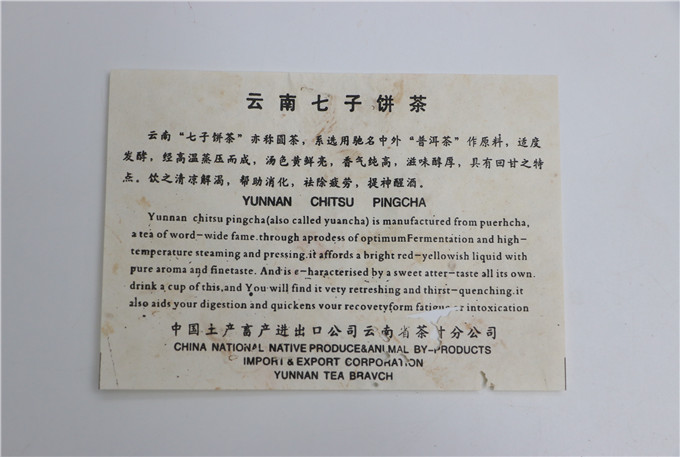 云南七子饼茶
云南“七子饼茶”亦称圆茶，系选用驰名中外“普洱茶”作原料，适度
发酵，经高温蒸压而成，汤色黄鲜亮，香气纯高，滋味醇厚，具有回甘之特
点。饮之清凉解渴，帮助消化，祛除疲劳，提神醒酒。
YUNNAN CHITSU PINGCHA
Yunnan chitsu pingcha(also called yuancha) is manufactured from puerhcha,
a tea of word-wide fame.through aprodess of optimumFermentation and high-
temperature steaming and pressing.it affords a bright red-yellowish liquid with
pure aroma and finetaste. And is e-haracterised by a sweet atter-taste all its own.
drink a cup of this,and You will find it vety retreshing and thirst-quenching.it
also aids your digestion and quickens vour recovetyform fatigue or intoxication
中国土产畜产进出口公司云南省茶叶分公司
CHINA NATIONAL NATIVE PRODUCE&ANIMAL BY-PRODUCTS
IMPORT & EXPORT CORPORATION
YUNNAN TEA BRAVCH